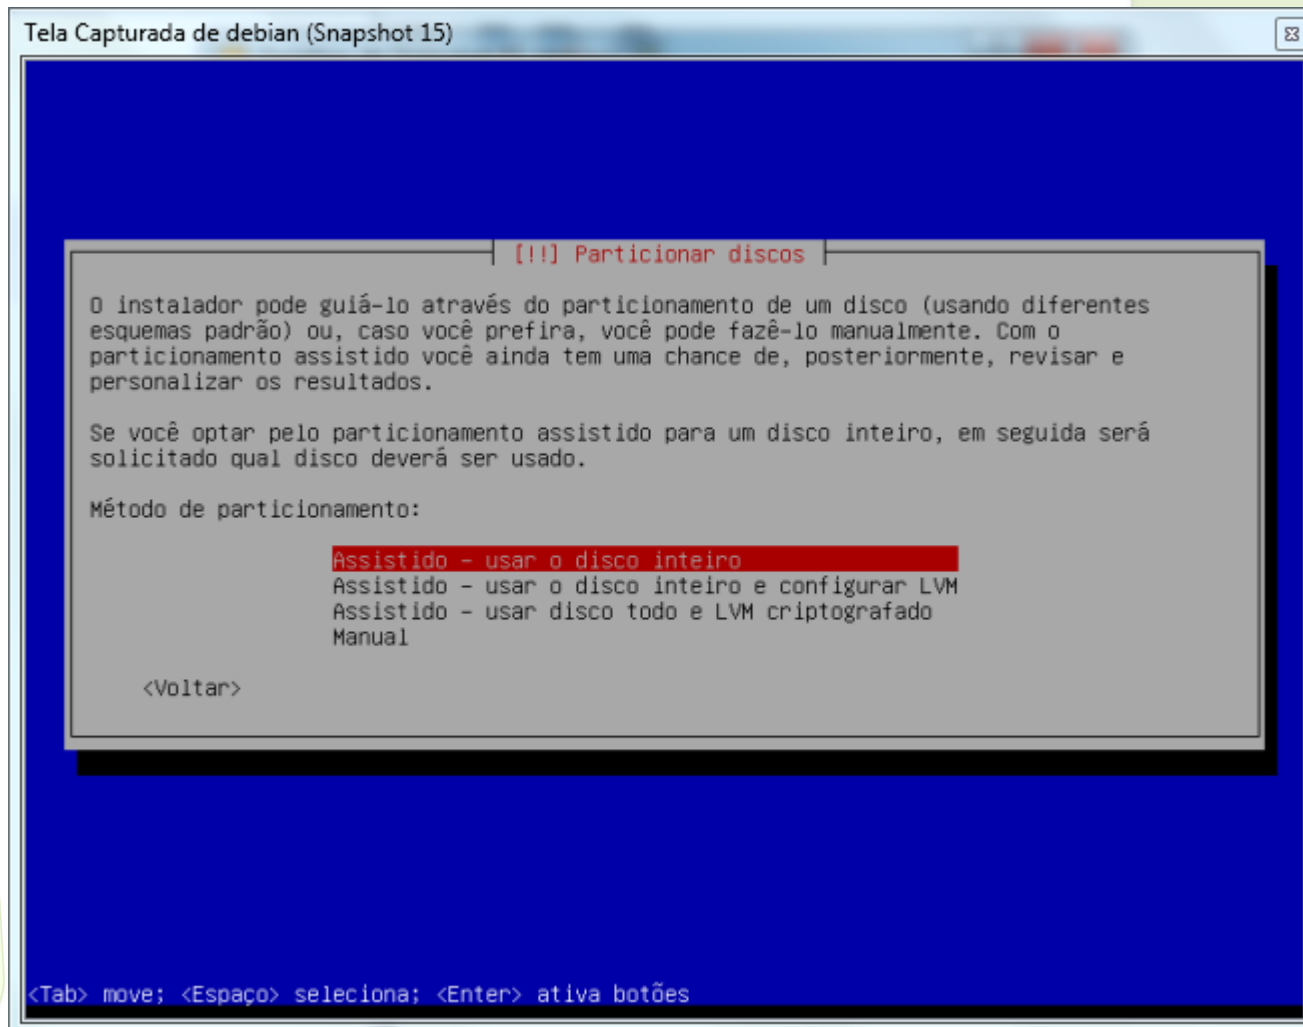 Tela Capturada de debian (Snapshot 15)
[!!] Particionar discos
O instalador pode guiá-lo através do particionamento de um disco (usando diferentes
esquemas padrão) ou, caso você prefira, você pode fazê-lo manualmente. Com o
particionamento assistido você ainda tem uma chance de, posteriormente, revisar e
personalizar os resultados.
Se você optar pelo particionamento assistido para um disco inteiro, em seguida será
solicitado qual disco deverá ser usado.
Método de particionamento:
Assistido - usar o disco inteiro
Assistido - usar o disco inteiro e configurar LVM
Assistido - usar disco todo e LVM criptografado
Manual
<Voltar>
<Tab> move; <Espaço> seleciona; <Enter> ativa botões